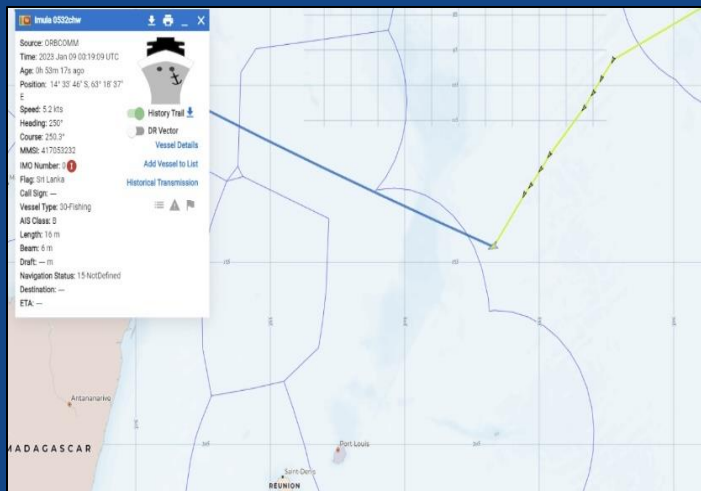 Imula 0532chw
Source: ORBCOMM
Time: 2023 Jan 09 00:19:09 UTC
Age: 0h 53m 17s ago
Position: 14° 33' 46" S, 63° 18' 37"
E
Speed: 5.2 kts
Heading: 250°
Course: 250.3°
MMSI: 417053232
IMO Number: 0
Flag: Sri Lanka
Call Sign: —
Vessel Type: 30-Fishing
AIS Class: B
Length: 16 m
Beam: 6 m
Draft: — m
Navigation Status: 15-NotDefined
Destination: —
ETA: —
History Trail
DR Vector
Vessel Details
Add Vessel to List
Historical Transmission
Antananarivo
MADAGASCAR
Port Louis
Saint-Denis
REUNION